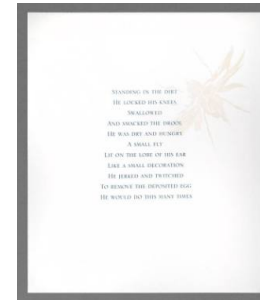 STANDING IN THE DIRT
HE LOCKED HIS KNEES,
SWALLOWED
AND SMACKED THE DROOL
HE WAS DRY AND HUNGRY
A SMALL FLY
LIT ON THE LOBE OF HIS EAR
LIKE A SMALL DECORATION
HE JERKED AND TWITCHED
TO REMOVE THE DEPOSITED EGG
HE WOULD DO THIS MANY TIMES